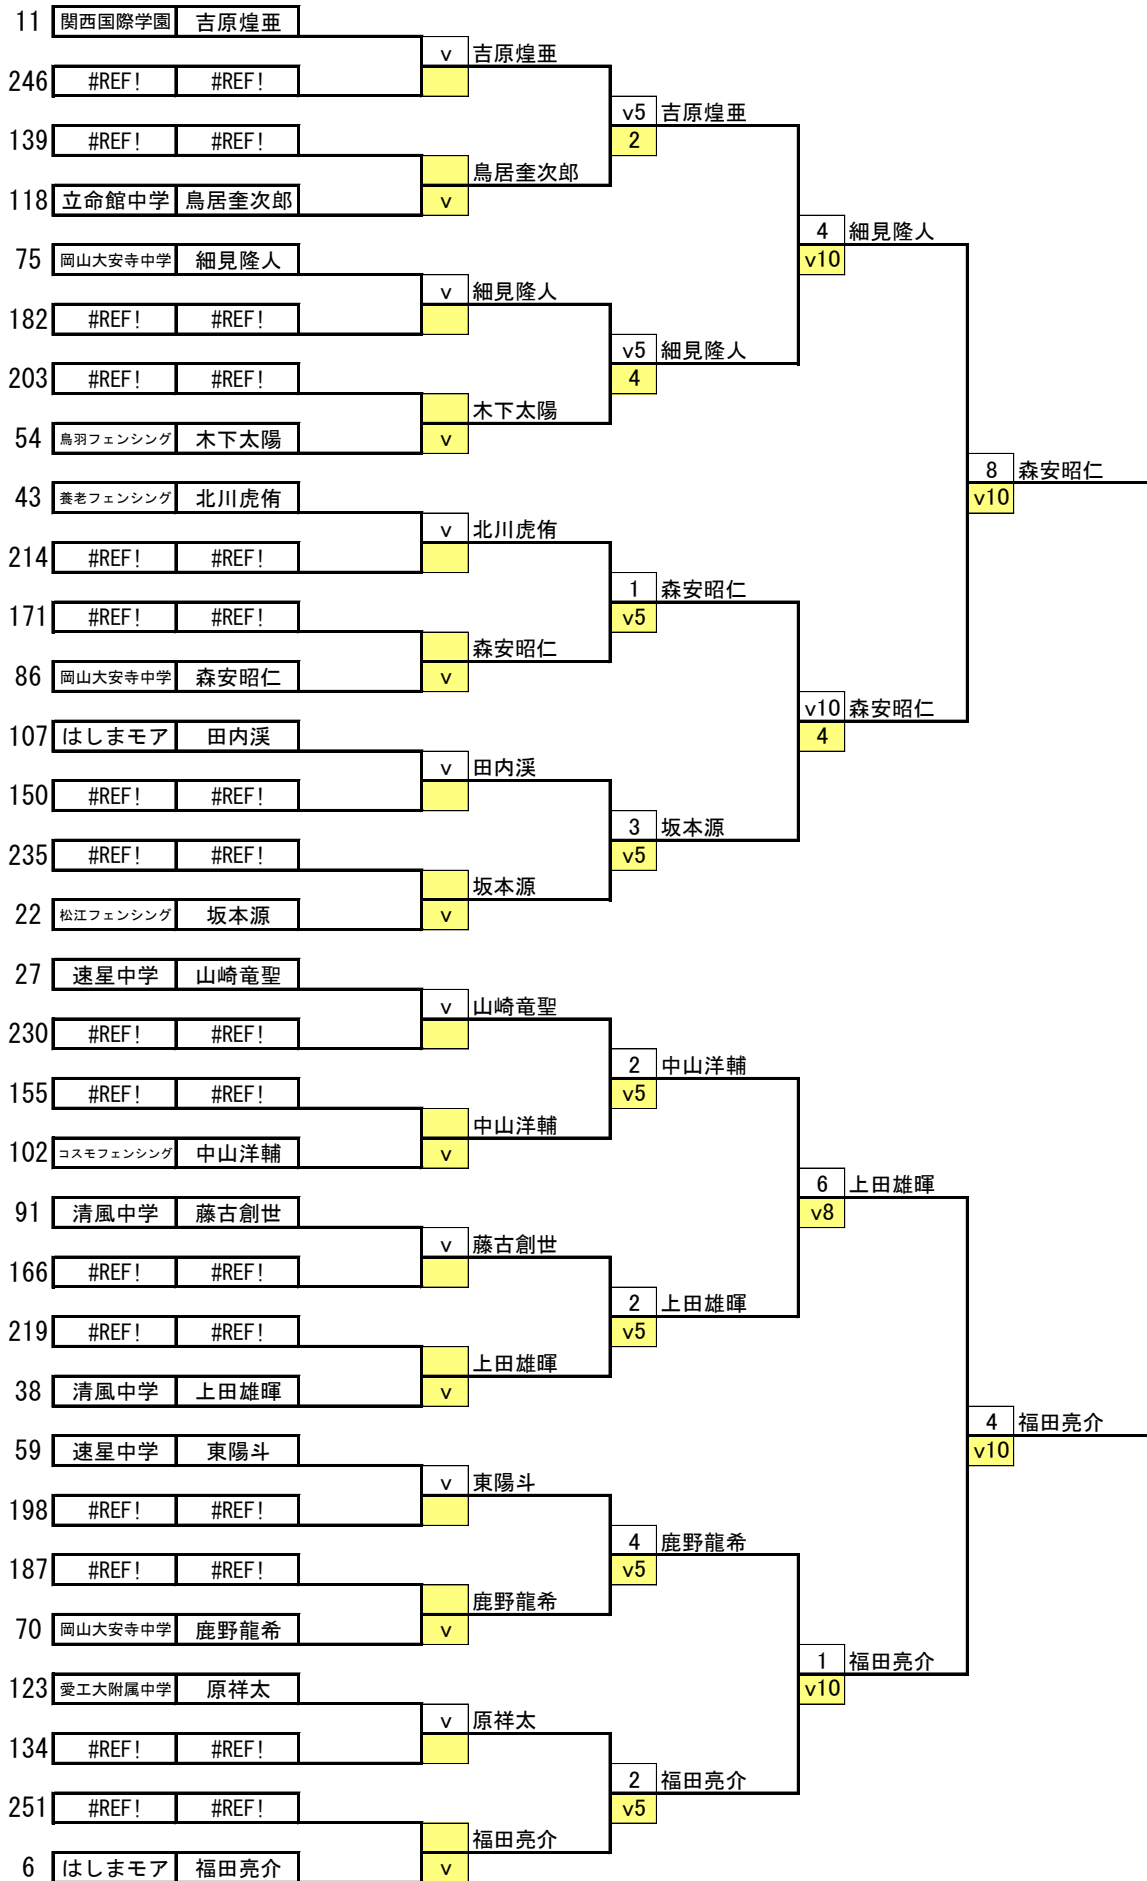 11 関西国際学園 吉原煌亜
v 吉原煌亜
246 #REF! #REF!
v5 吉原煌亜
139 #REF! #REF!
2
鳥居奎次郎
118 立命館中学 鳥居奎次郎
v
4 細見隆人
75 岡山大安寺中学 細見隆人
v10
v 細見隆人
182 #REF! #REF!
v5 細見隆人
203 #REF! #REF!
4
木下太陽
54 鳥羽フェンシング 木下太陽
v
8 森安昭仁
43 養老フェンシング 北川虎侑
v10
v 北川虎侑
214 #REF! #REF!
1 森安昭仁
171 #REF! #REF!
v5
森安昭仁
86 岡山大安寺中学 森安昭仁
v
v10 森安昭仁
107 はしまモア 田内渓
4
v 田内渓
150 #REF! #REF!
3 坂本源
235 #REF! #REF!
v5
坂本源
22 松江フェンシング 坂本源
v
27 速星中学 山崎竜聖
v 山崎竜聖
230 #REF! #REF!
2 中山洋輔
155 #REF! #REF!
v5
中山洋輔
102 コスモフェンシング 中山洋輔
v
6 上田雄暉
91 清風中学 藤古創世
v8
v 藤古創世
166 #REF! #REF!
2 上田雄暉
219 #REF! #REF!
v5
上田雄暉
38 清風中学 上田雄暉
v
4 福田亮介
59 速星中学 東陽斗
v10
v 東陽斗
198 #REF! #REF!
4 鹿野龍希
187 #REF! #REF!
v5
鹿野龍希
70 岡山大安寺中学 鹿野龍希
v
1 福田亮介
123 愛工大附属中学 原祥太
v10
v 原祥太
134 #REF! #REF!
2 福田亮介
251 #REF! #REF!
v5
福田亮介
6 はしまモア 福田亮介
v